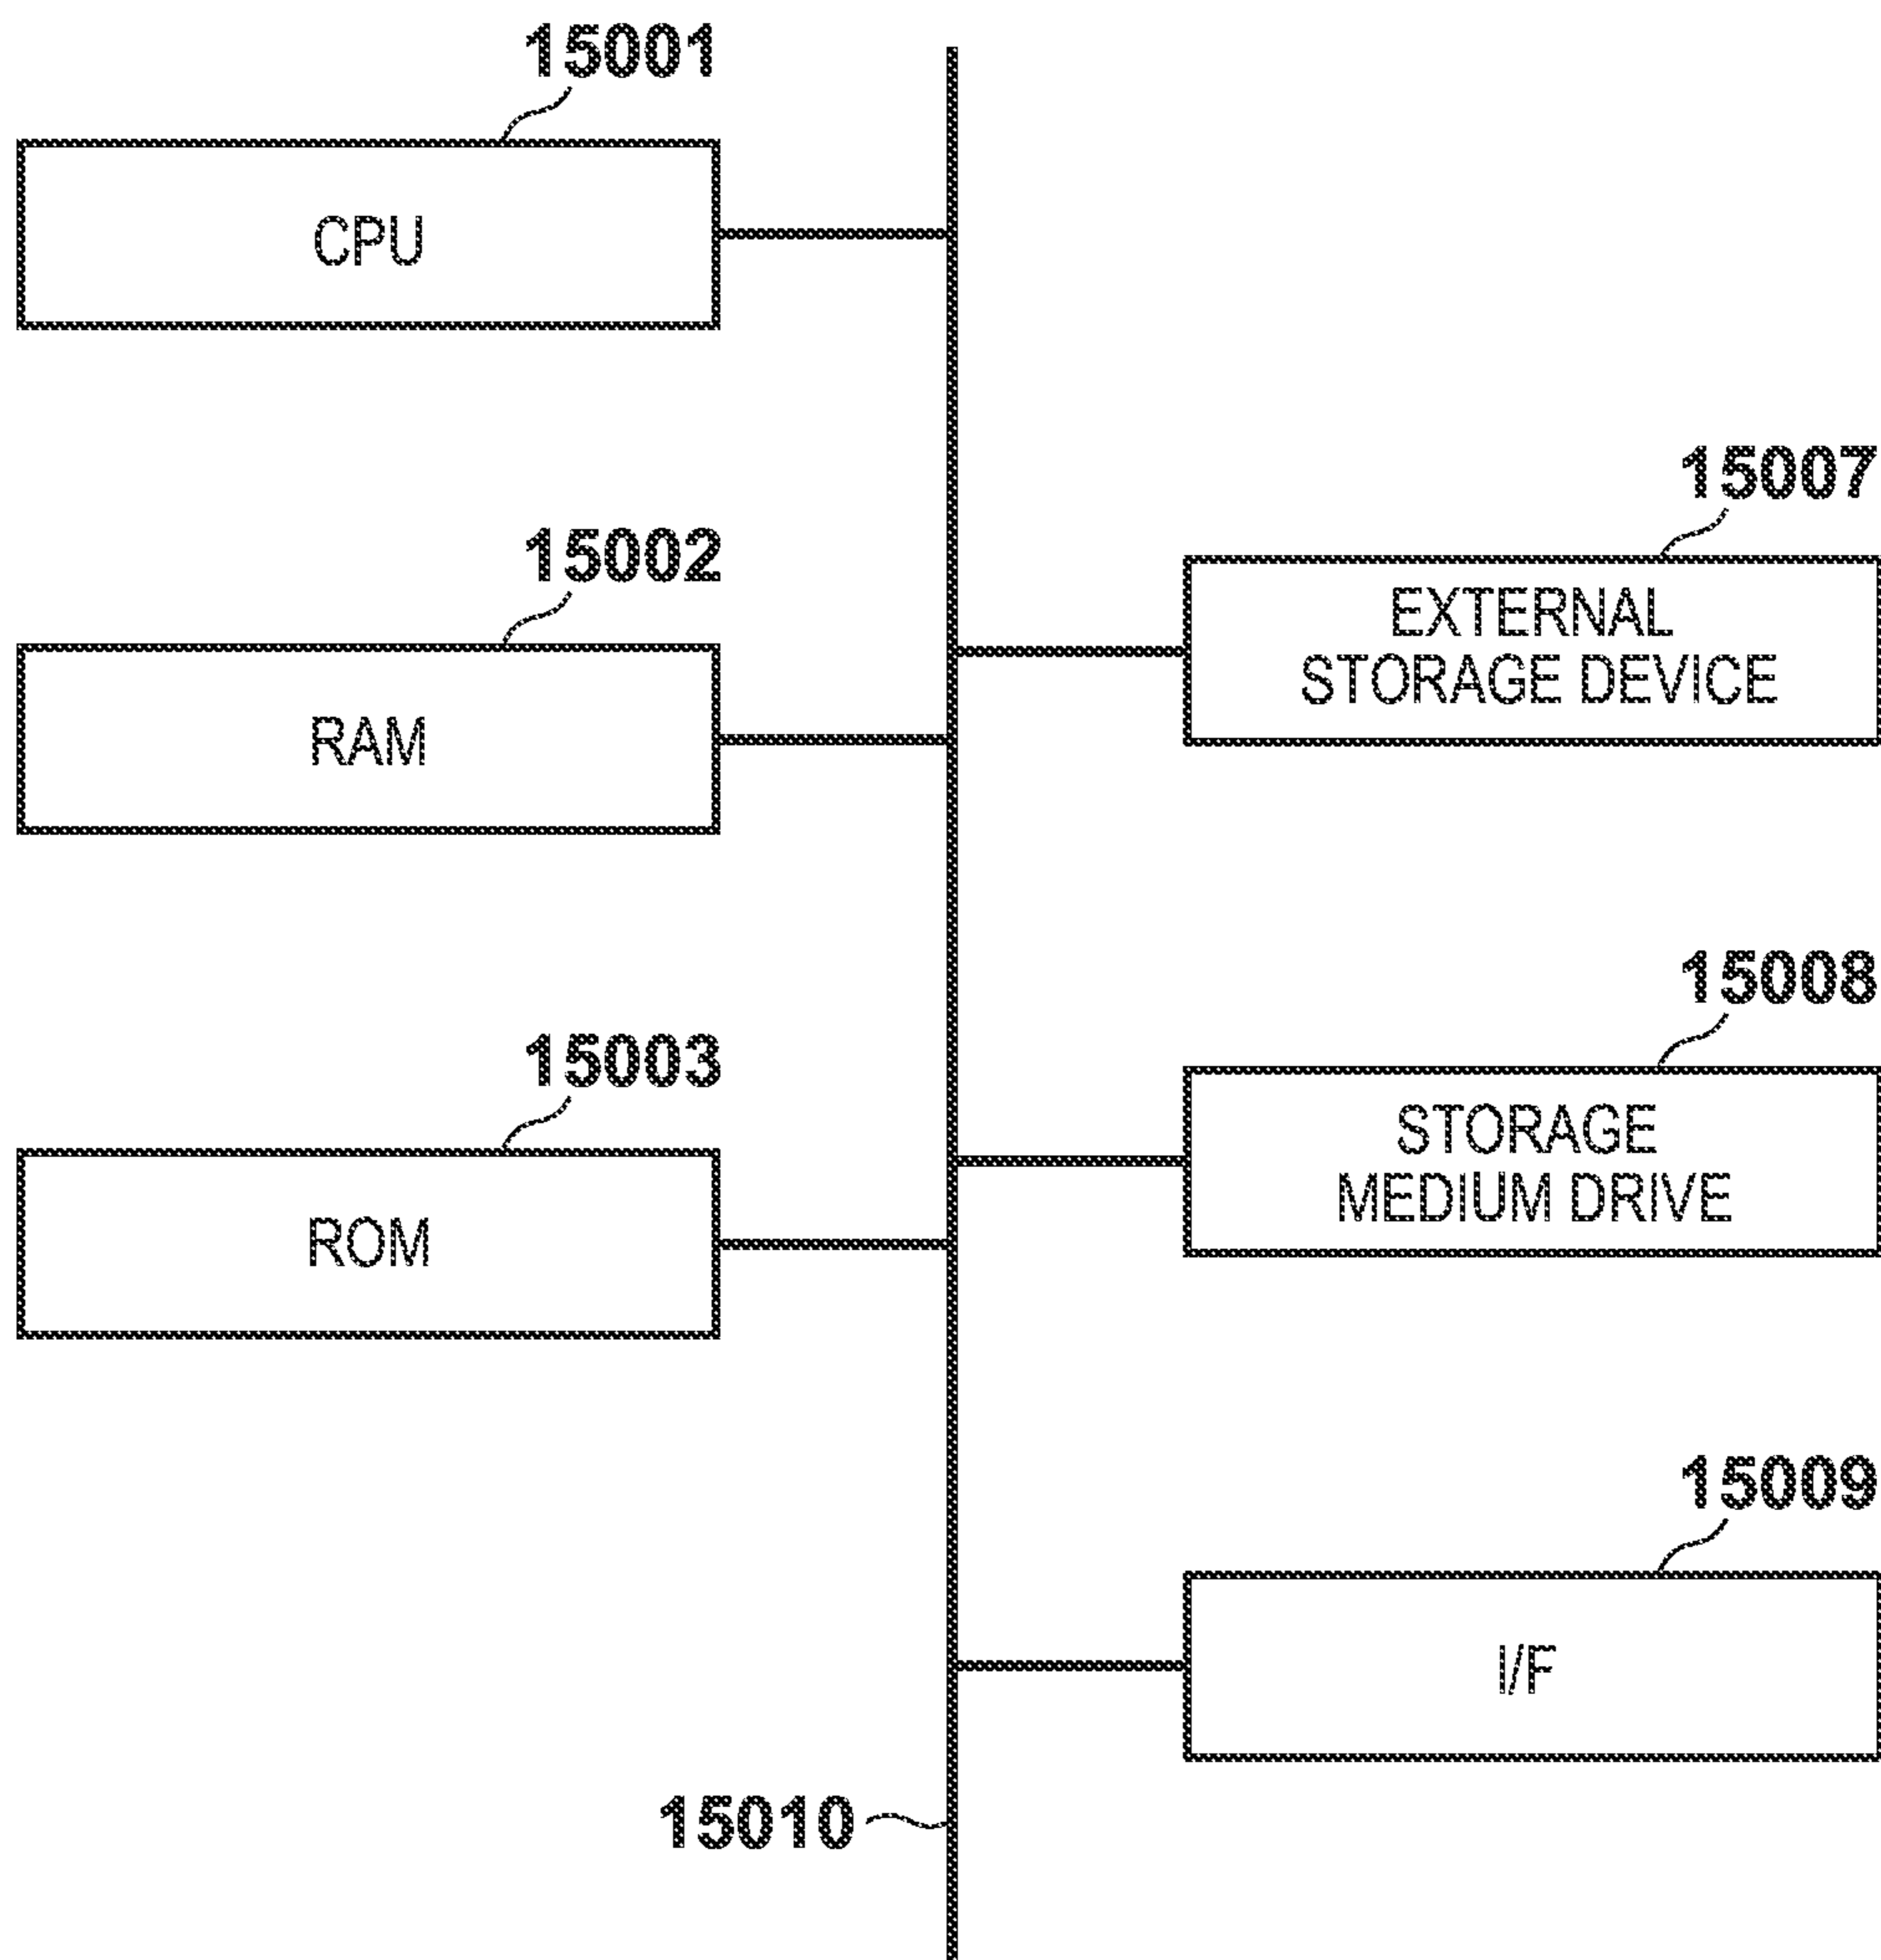 15001
CPU
15002
RAM
15003
ROM
15007
EXTERNAL
STORAGE DEVICE
15008
STORAGE
MEDIUM DRIVE
15009
I/F
15010